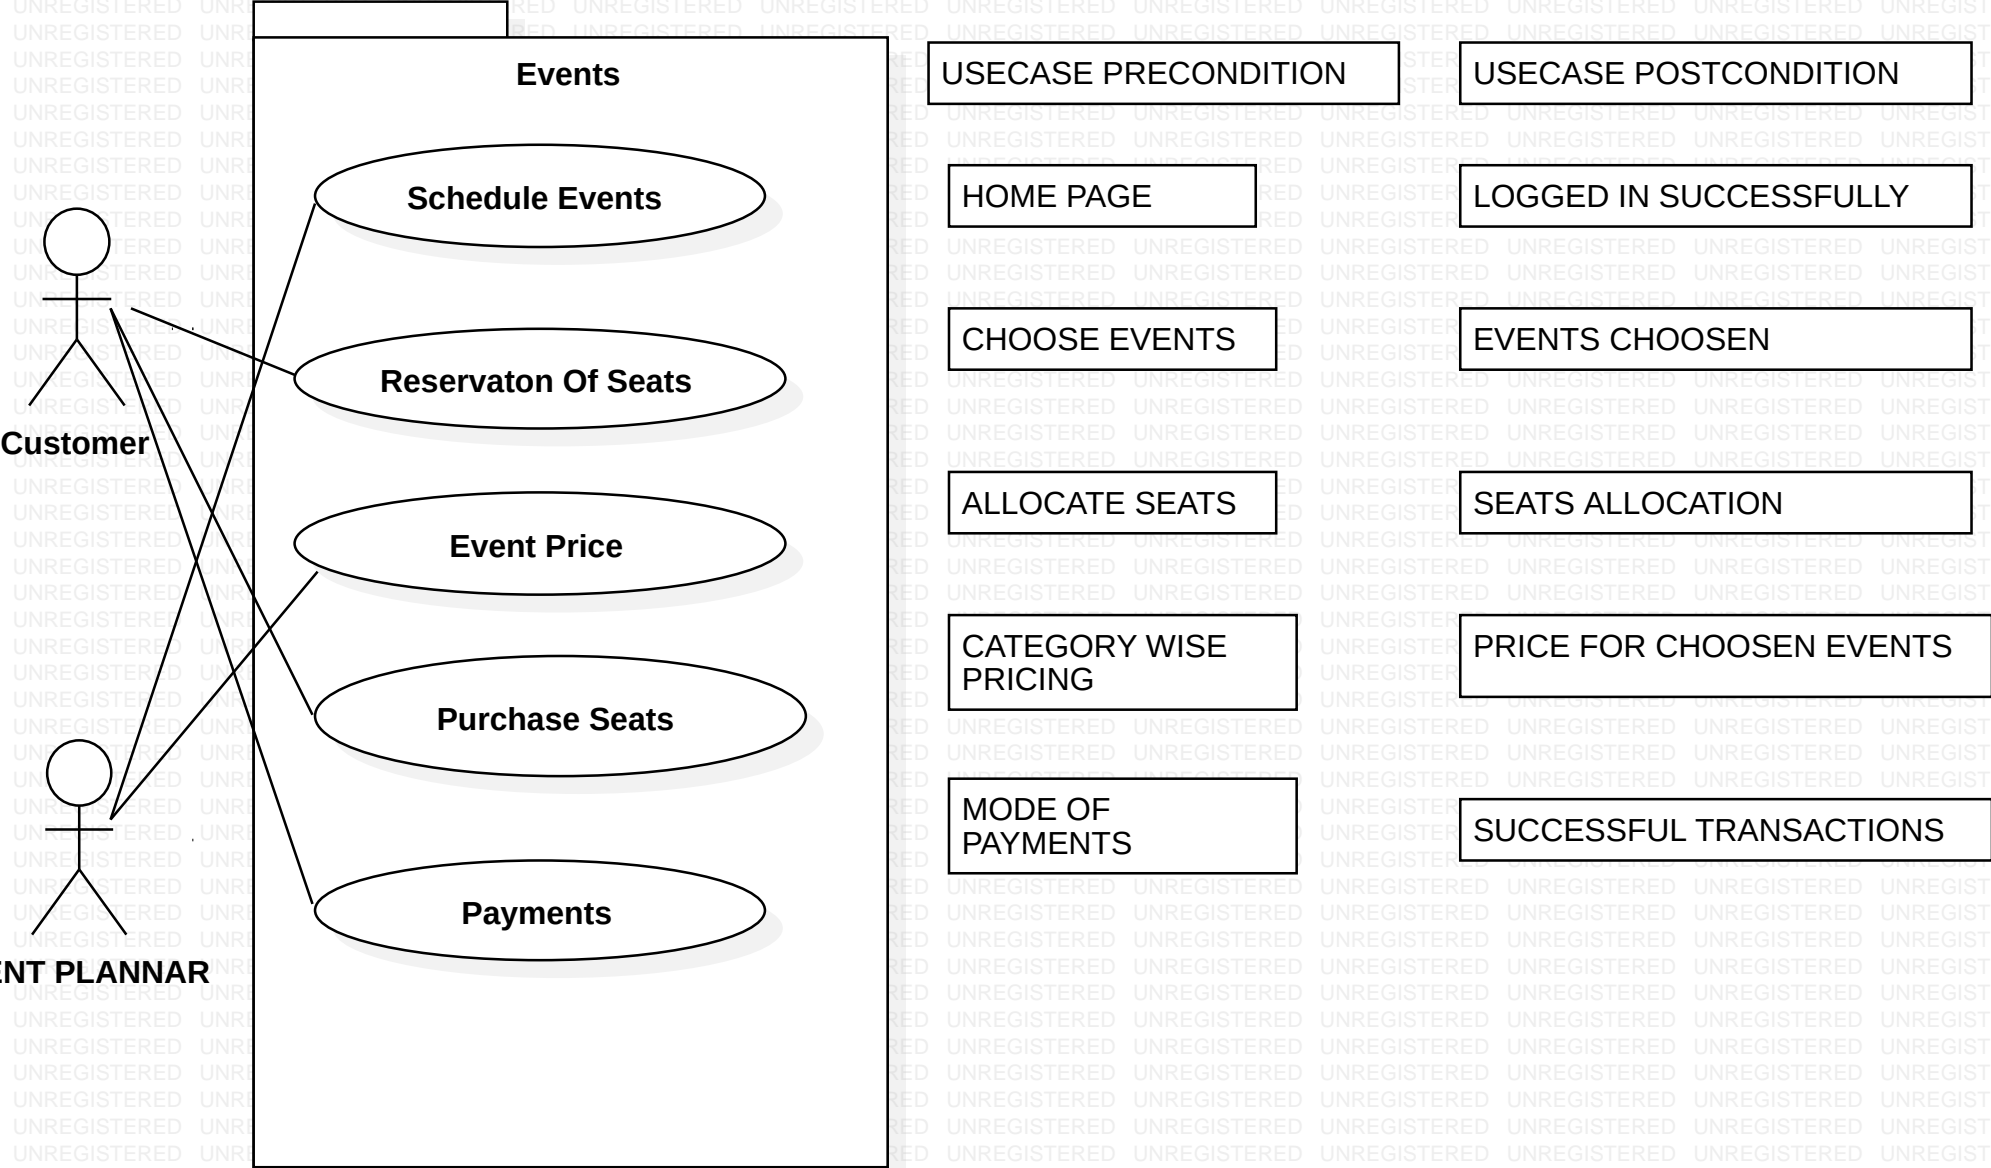 Events
USECASE PRECONDITION
USECASE POSTCONDITION
Schedule Events
HOME PAGE
LOGGED IN SUCCESSFULLY
Reservaton Of Seats
CHOOSE EVENTS
EVENTS CHOOSEN
Customer
Event Price
ALLOCATE SEATS
SEATS ALLOCATION
Purchase Seats
CATEGORY WISE
PRICING
PRICE FOR CHOOSEN EVENTS
Payments
MODE OF
PAYMENTS
SUCCESSFUL TRANSACTIONS
ENT PLANNAR
UNREGISTERED